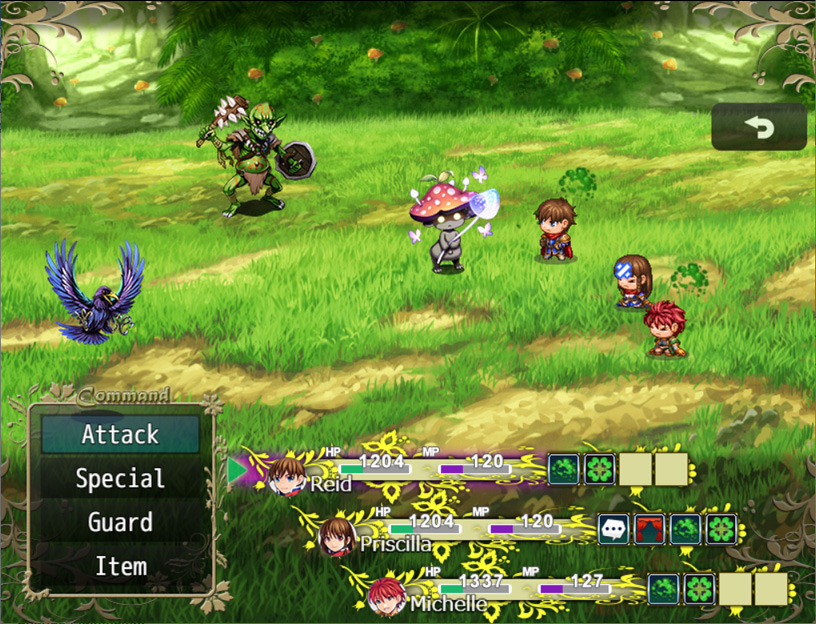 Command
Attack
Special
Guard
Item
HP 1204 MP 120
Reid
HP 1204 MP 120
Priscilla
HP 1337 MP 127
Michelle